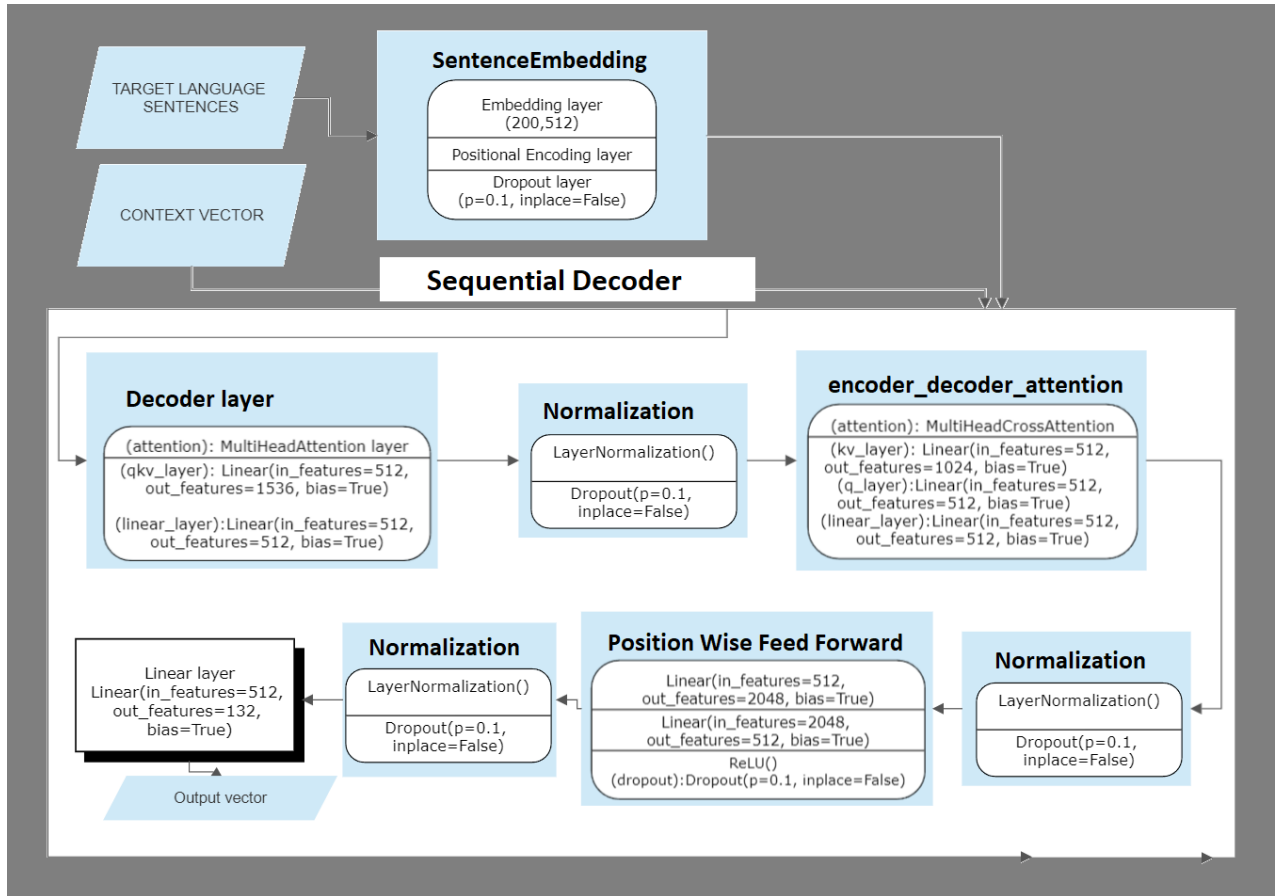 TARGET LANGUAGE
SENTENCES
CONTEXT VECTOR
SentenceEmbedding
Embedding layer
(200,512)
Positional Encoding layer
Dropout layer
(p=0.1, inplace=False)
Sequential Decoder
Decoder layer
(attention): MultiHeadAttention layer
(qkv_layer): Linear(in_features=512,
out_features=1536, bias=True)
(linear_layer):Linear(in_features=512,
out_features=512, bias=True)
Normalization
LayerNormalization()
Dropout(p=0.1,
inplace=False)
encoder_decoder_attention
(attention): MultiHeadCrossAttention
(kv_layer): Linear(in_features=512,
out_features=1024, bias=True)
(q_layer):Linear(in_features=512,
out_features=512, bias=True)
(linear_layer):Linear(in_features=512,
out_features=512, bias=True)
Normalization
LayerNormalization()
Dropout(p=0.1,
inplace=False)
Position Wise Feed Forward
Linear(in_features=512,
out_features=2048, bias=True)
Linear(in_features=2048,
out_features=512, bias=True)
ReLU()
(dropout):Dropout(p=0.1, inplace=False)
Normalization
LayerNormalization()
Dropout(p=0.1,
inplace=False)
Linear layer
Linear(in_features=512,
out_features=132,
bias=True)
Output vector